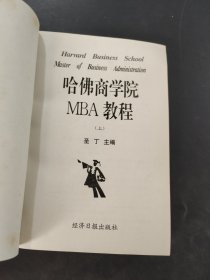 Harvard Business School
Master of Business Administration
哈佛商学院
MBA 教程
（上）
圣 丁 主编
经济日报出版社